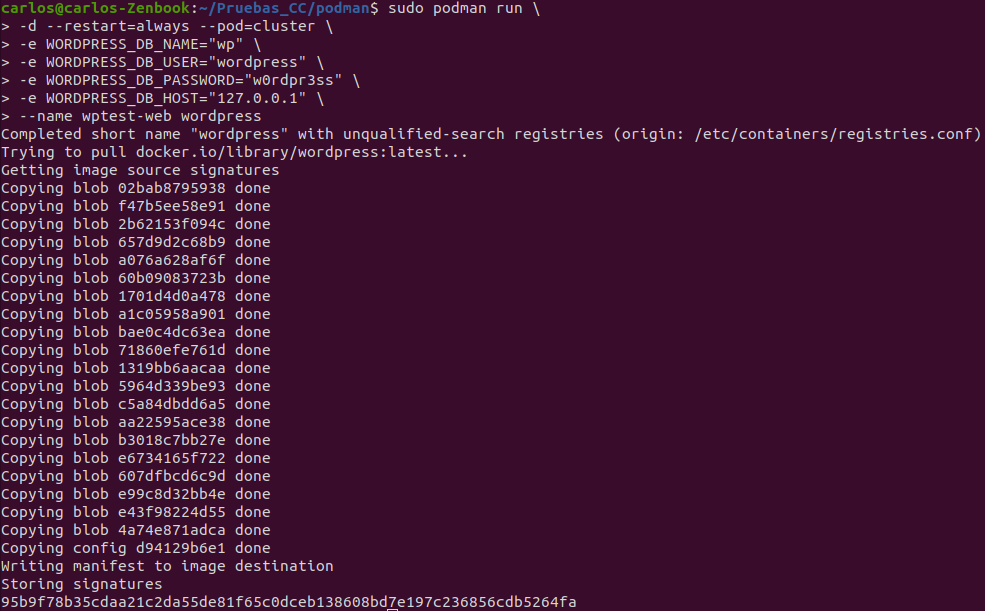 carlos@carlos-Zenbook:~/Pruebas_CC/podman$ sudo podman run \
> -d --restart=always --pod=cluster \
> -e WORDPRESS_DB_NAME="wp" \
> -e WORDPRESS_DB_USER="wordpress" \
> -e WORDPRESS_DB_PASSWORD="w0rdpr3ss" \
> -e WORDPRESS_DB_HOST="127.0.0.1" \
> --name wptest-web wordpress
Completed short name "wordpress" with unqualified-search registries (origin: /etc/containers/registries.conf)
Trying to pull docker.io/library/wordpress:latest...
Getting image source signatures
Copying blob 02bab8795938 done
Copying blob f47b5ee58e91 done
Copying blob 2b62153f094c done
Copying blob 657d9d2c68b9 done
Copying blob a076a628af6f done
Copying blob 60b09083723b done
Copying blob 1701d4d0a478 done
Copying blob a1c05958a901 done
Copying blob bae0c4dc63ea done
Copying blob 71860efe761d done
Copying blob 1319bb6aacaa done
Copying blob 5964d339be93 done
Copying blob c5a84dbdd6a5 done
Copying blob aa22595ace38 done
Copying blob b3018c7bb27e done
Copying blob e6734165f722 done
Copying blob 607dfbcd6c9d done
Copying blob e99c8d32bb4e done
Copying blob e43f98224d55 done
Copying blob 4a74e871adca done
Copying config d94129b6e1 done
Writing manifest to image destination
Storing signatures
95b9f78b35cdaa21c2da55de81f65c0dceb138608bd7e197c236856cdb5264fa